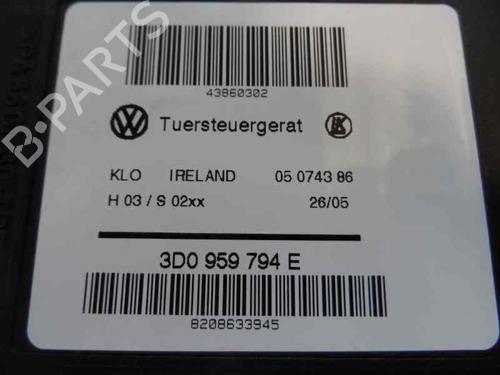 43860302
Tuersteuergerat
KLO IRELAND 05 0743 86
H 03 / S 02xx 26/05
3D0 959 794 E
8208633945
B-PARTS